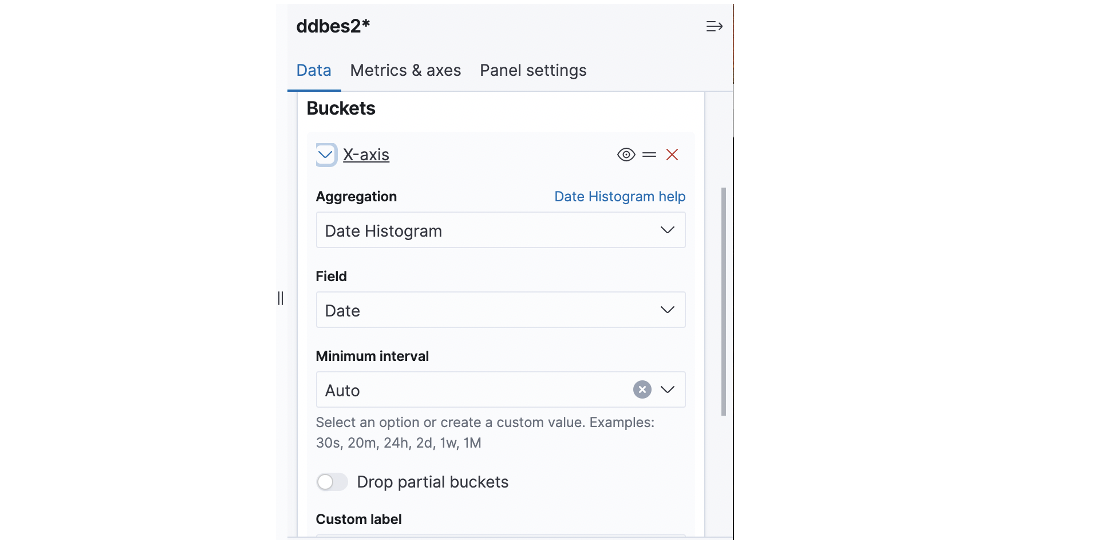 ddbes2*
Data Metrics & axes Panel settings
Buckets
X-axis
Aggregation Date Histogram help
Date Histogram
Field
Date
Minimum interval
Auto
Select an option or create a custom value. Examples:
30s, 20m, 24h, 2d, 1w, 1M
Drop partial buckets
Custom label